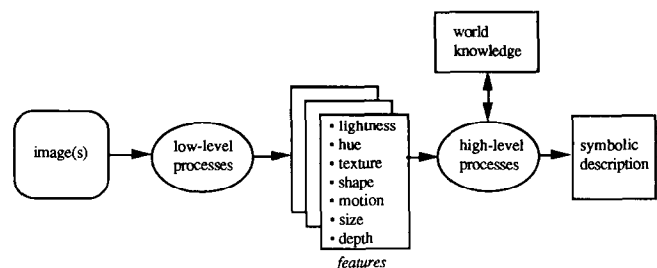 world
knowledge
image(s)
low-level
processes
• lightness
• hue
• texture
• shape
• motion
• size
• depth
features
high-level
processes
symbolic
description